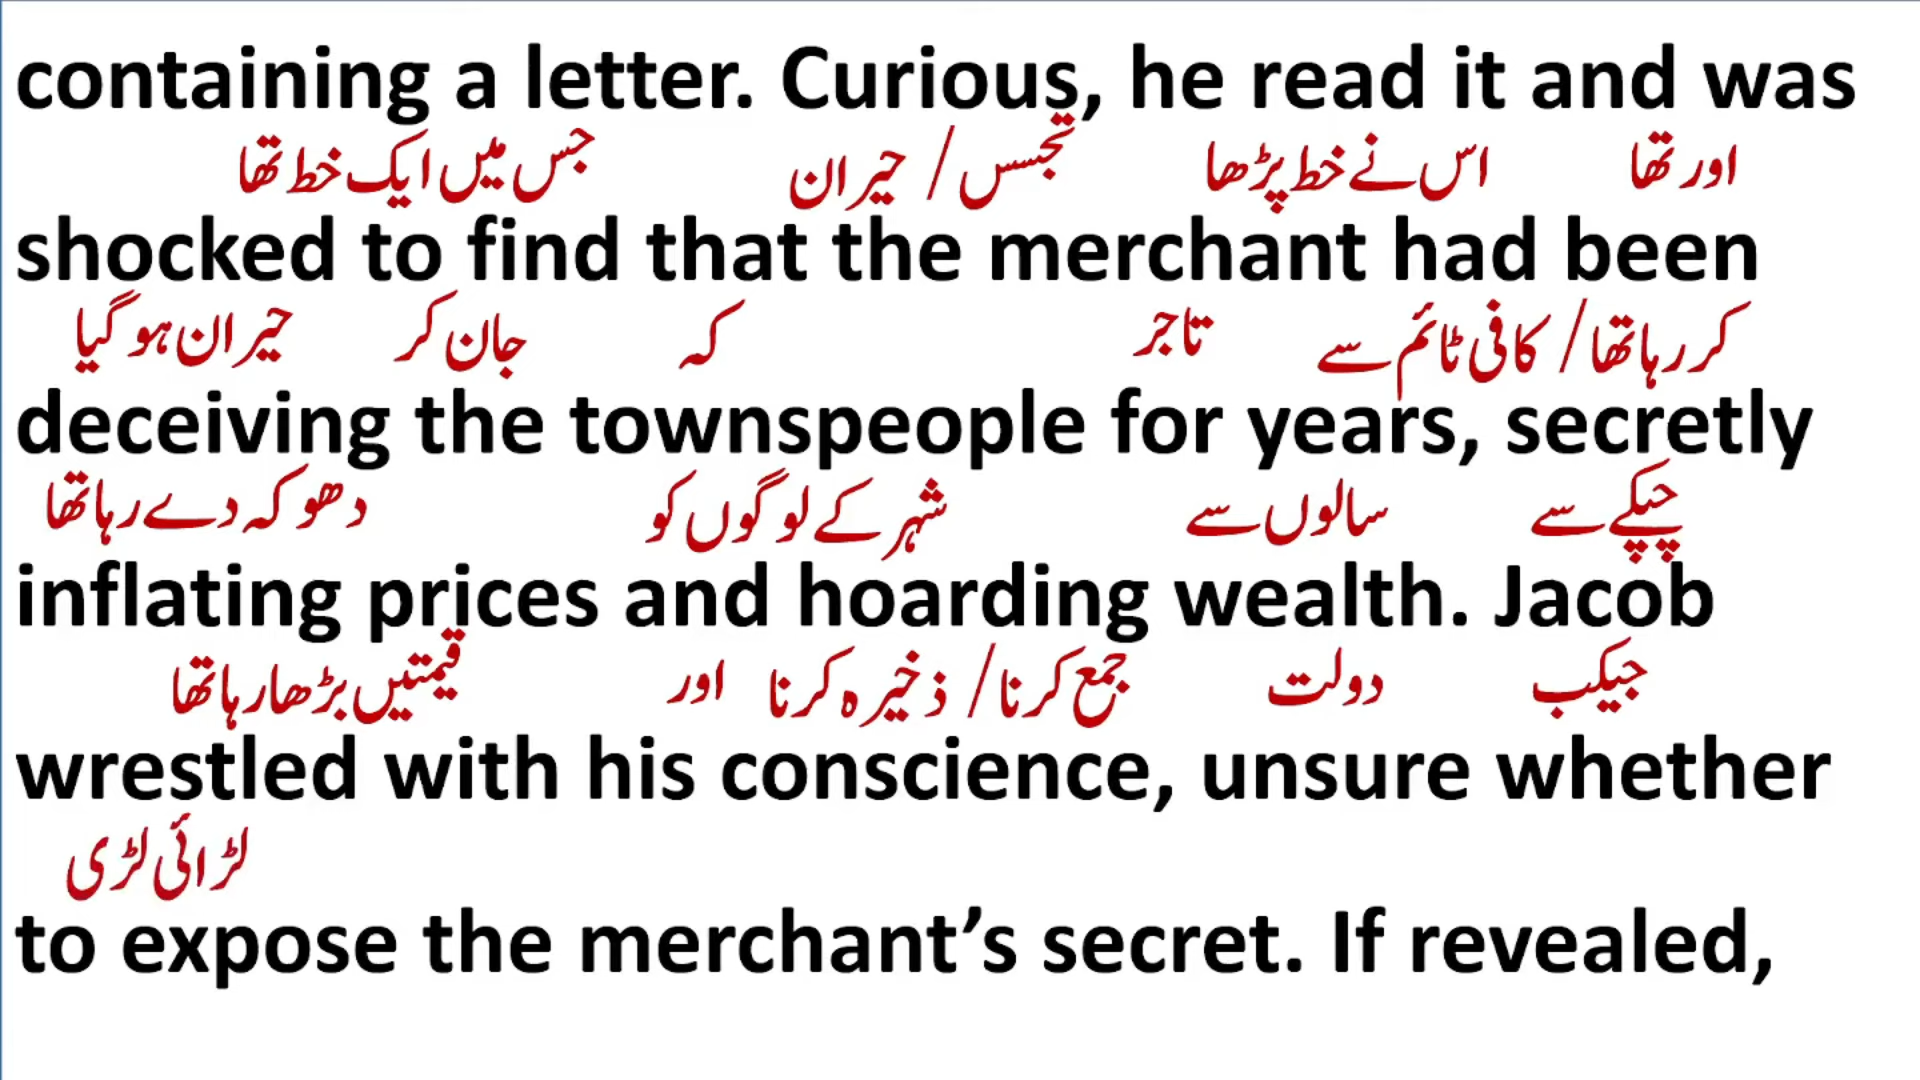 containing a letter. Curious, he read it and was
جس میں ایک خط تھا تجسس / حیران اس نے خط پڑھا اور تھا
shocked to find that the merchant had been
حیران ہو گیا جان کر کہ تاجر کر رہا تھا / کافی ٹائم سے
deceiving the townspeople for years, secretly
دھوکہ دے رہا تھا شہر کے لوگوں کو سالوں سے چپکے سے
inflating prices and hoarding wealth. Jacob
قیمتیں بڑھا رہا تھا اور جمع کرنا / ذخیرہ کرنا دولت جیکب
wrestled with his conscience, unsure whether
لڑائی لڑی
to expose the merchant’s secret. If revealed,